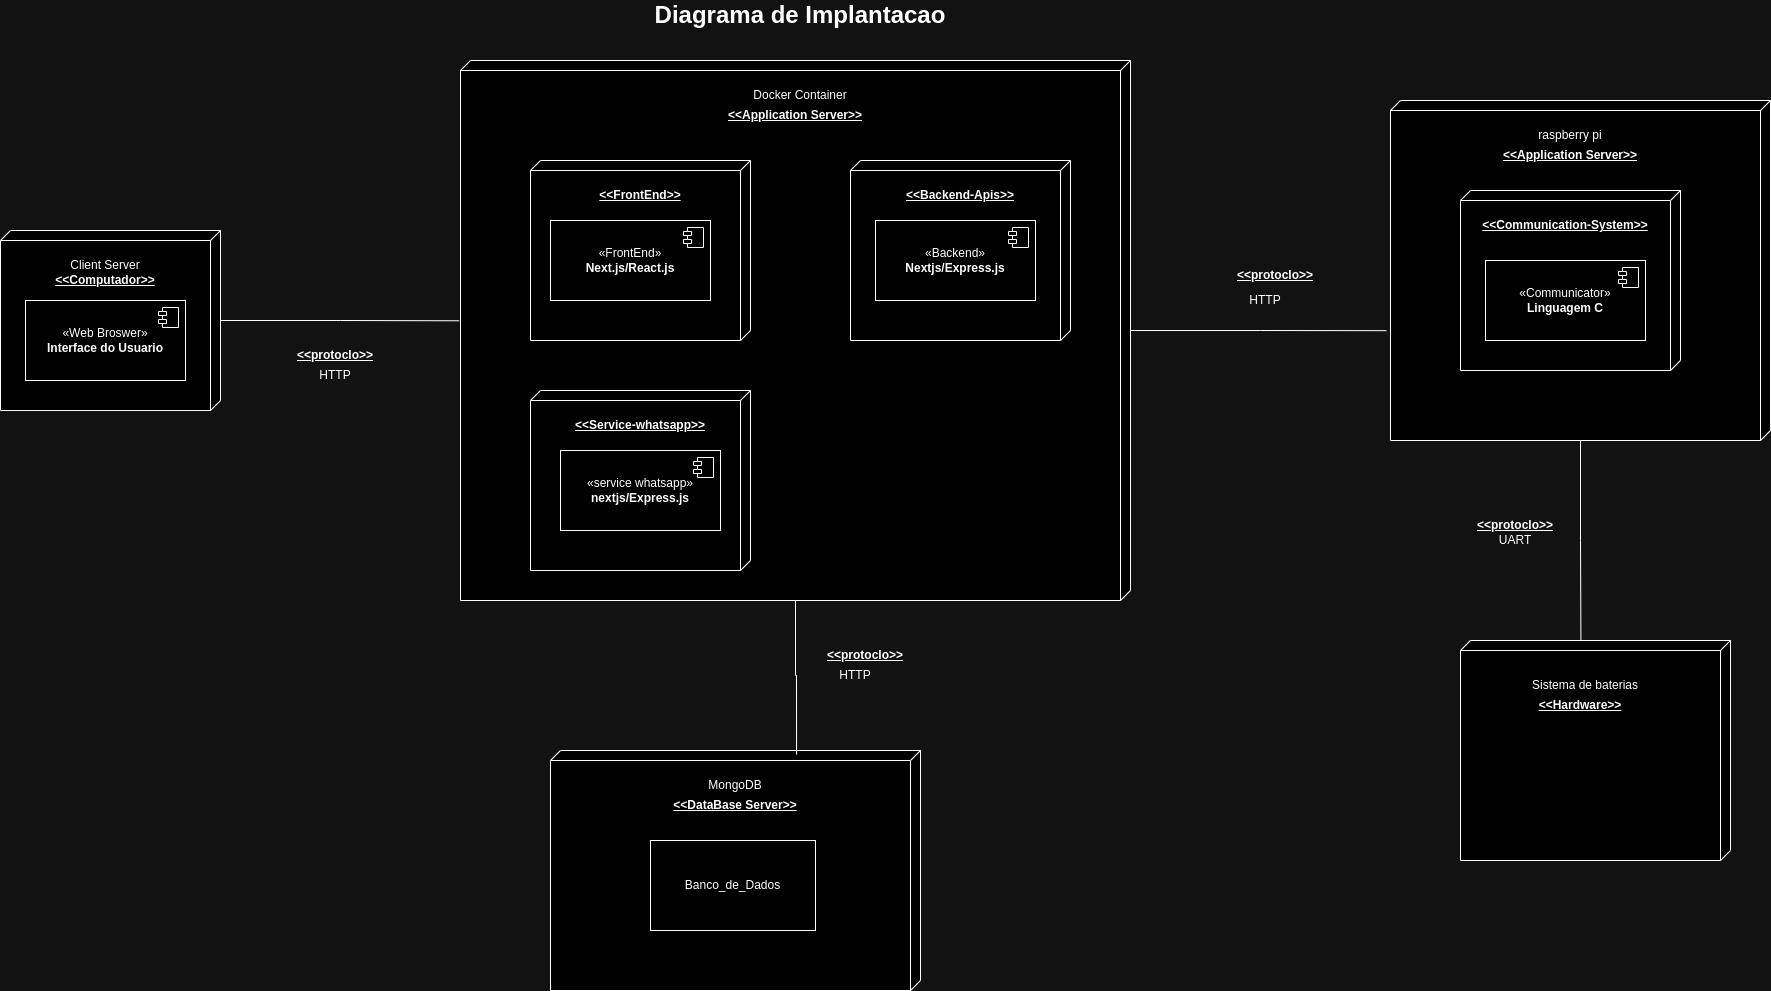 Diagrama de Implantacao
Docker Container
<<Application Server>>
<<FrontEnd>>
«FrontEnd»
Next.js/React.js
<<Backend-Apis>>
«Backend»
Nextjs/Express.js
<<Service-whatsapp>>
«service whatsapp»
nextjs/Express.js
Client Server
<<Computador>>
«Web Broswer»
Interface do Usuario
<<protoclo>>
HTTP
<<protoclo>>
HTTP
raspberry pi
<<Application Server>>
<<Communication-System>>
«Communicator»
Linguagem C
<<protoclo>>
UART
Sistema de baterias
<<Hardware>>
<<protoclo>>
HTTP
MongoDB
<<DataBase Server>>
Banco_de_Dados